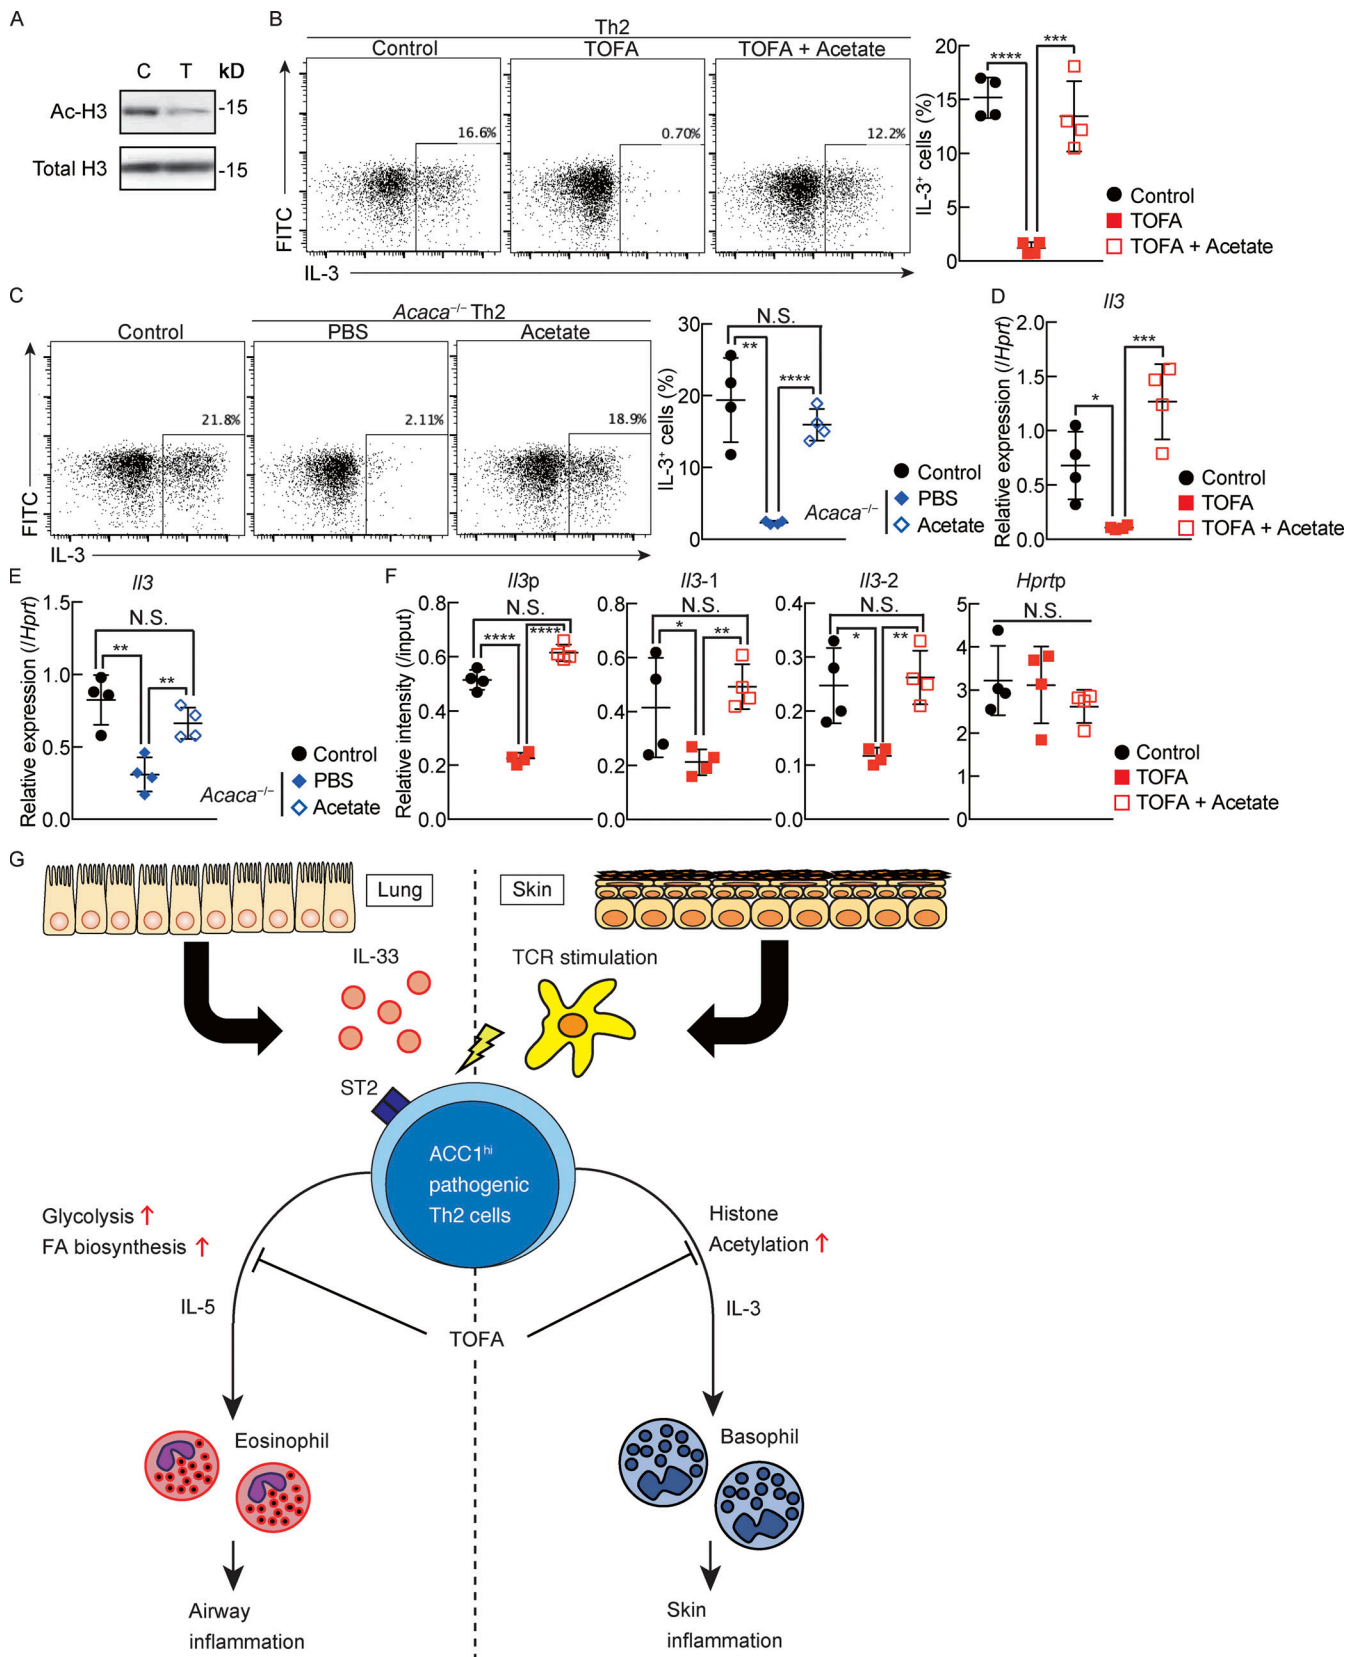 A
C T kD
Ac-H3 -15
Total H3 -15
B
Th2
Control TOFA TOFA + Acetate
16.6% 0.70% 12.2%
FITC
IL-3
IL-3+ cells (%)
20
15
10
5
0
**** ***
Control
TOFA
TOFA + Acetate
C
Acaca–/– Th2
Control PBS Acetate
21.8% 2.11% 18.9%
FITC
IL-3
IL-3+ cells (%)
30
20
10
0
N.S.
**
****
Control
PBS
Acaca–/–
Acetate
D
Il3
Relative expression (/Hprt)
2.0
1.5
1.0
0.5
0.0
* ***
Control
TOFA
TOFA + Acetate
E
Il3
Relative expression (/Hprt)
1.5
1.0
0.5
0.0
N.S.
**
**
Control
PBS
Acaca–/–
Acetate
F
Il3p Il3-1 Il3-2 Hprtp
Relative intensity (/input)
0.8
0.6
0.4
0.2
0.0
N.S.
**** ****
0.8
0.6
0.4
0.2
0.0
N.S.
* **
0.4
0.3
0.2
0.1
0.0
N.S.
* **
5
4
3
2
1
0
N.S.
Control
TOFA
TOFA + Acetate
G
Lung Skin
IL-33 TCR stimulation
ST2
ACC1hi
pathogenic
Th2 cells
Glycolysis ↑
FA biosynthesis ↑
Histone
Acetylation ↑
IL-5 IL-3
TOFA
Eosinophil Basophil
Airway
inflammation
Skin
inflammation